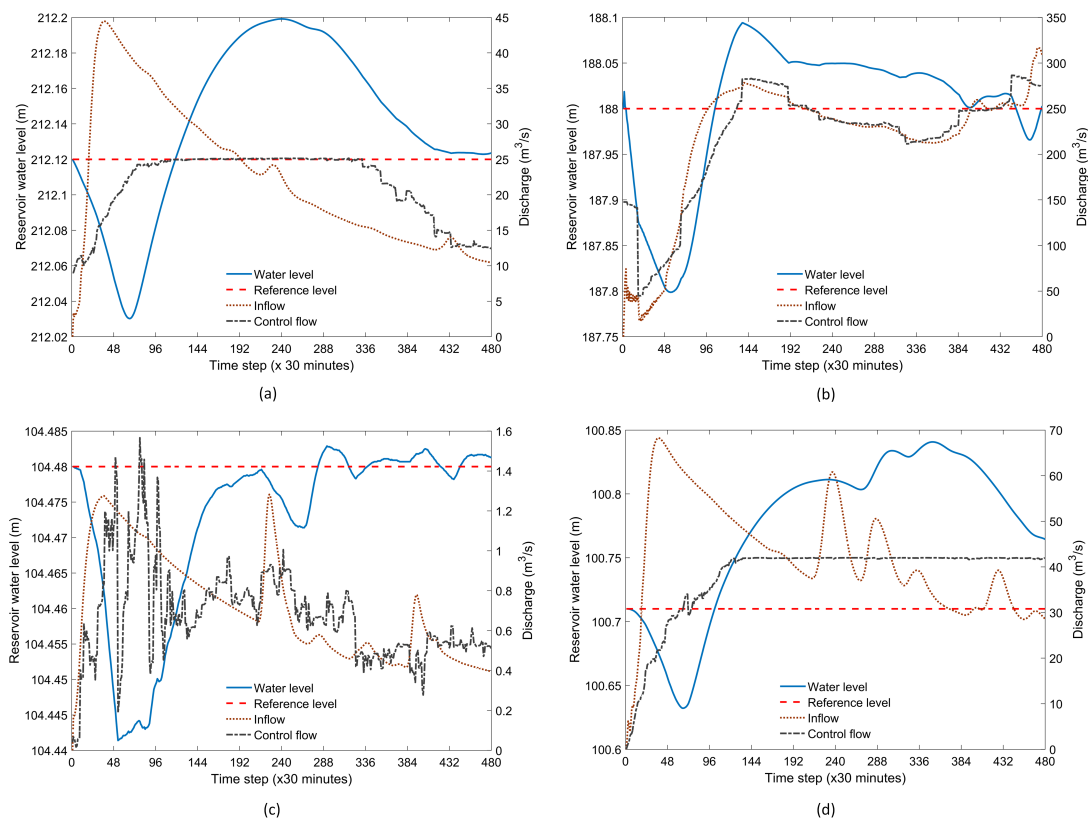 212.2
212.18
212.16
212.14
212.12
212.1
212.08
212.06
212.04
212.02
Reservoir water level (m)
45
40
35
30
25
20
15
10
5
0
Discharge (m³/s)
Water level
Reference level
Inflow
Control flow
0 48 96 144 192 240 288 336 384 432 480
Time step (x 30 minutes)
(a)
188.1
188.05
188
187.95
187.9
187.85
187.8
187.75
Reservoir water level (m)
350
300
250
200
150
100
50
0
Discharge (m³/s)
Water level
Reference level
Inflow
Control flow
0 48 96 144 192 240 288 336 384 432 480
Time step (x 30 minutes)
(b)
104.485
104.48
104.475
104.47
104.465
104.46
104.455
104.45
104.445
104.44
Reservoir water level (m)
1.6
1.4
1.2
1
0.8
0.6
0.4
0.2
0
Discharge (m³/s)
Water level
Reference level
Inflow
Control flow
0 48 96 144 192 240 288 336 384 432 480
Time step (x30 minutes)
(c)
100.85
100.8
100.75
100.7
100.65
100.6
Reservoir water level (m)
70
60
50
40
30
20
10
0
Discharge (m³/s)
Water level
Reference level
Inflow
Control flow
0 48 96 144 192 240 288 336 384 432 480
Time step (x30 minutes)
(d)